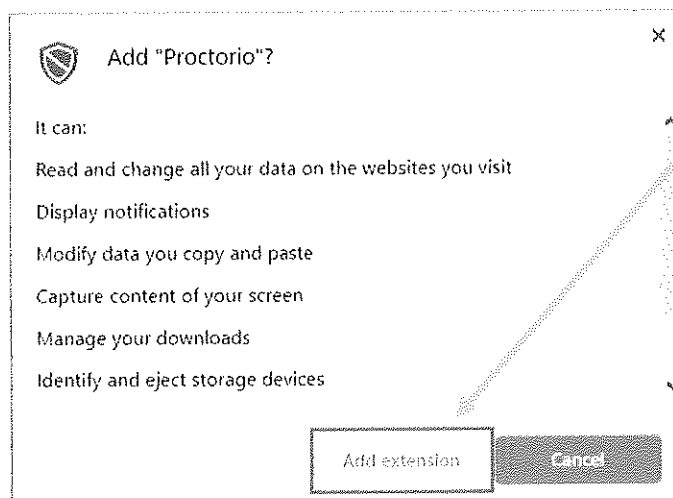 Add "Proctorio"?
It can:
Read and change all your data on the websites you visit
Display notifications
Modify data you copy and paste
Capture content of your screen
Manage your downloads
Identify and eject storage devices
Add extension
Cancel